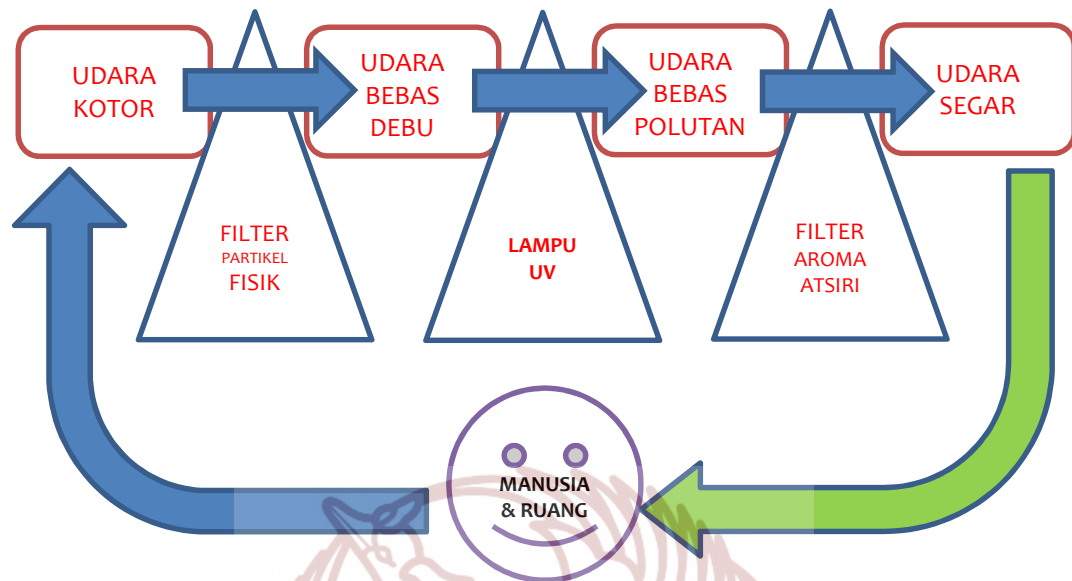 UDARA
KOTOR
UDARA
BEBAS
DEBU
UDARA
BEBAS
POLUTAN
UDARA
SEGAR
FILTER
PARTIKEL
FISIK
LAMPU
UV
FILTER
AROMA
ATSIRI
MANUSIA
& RUANG